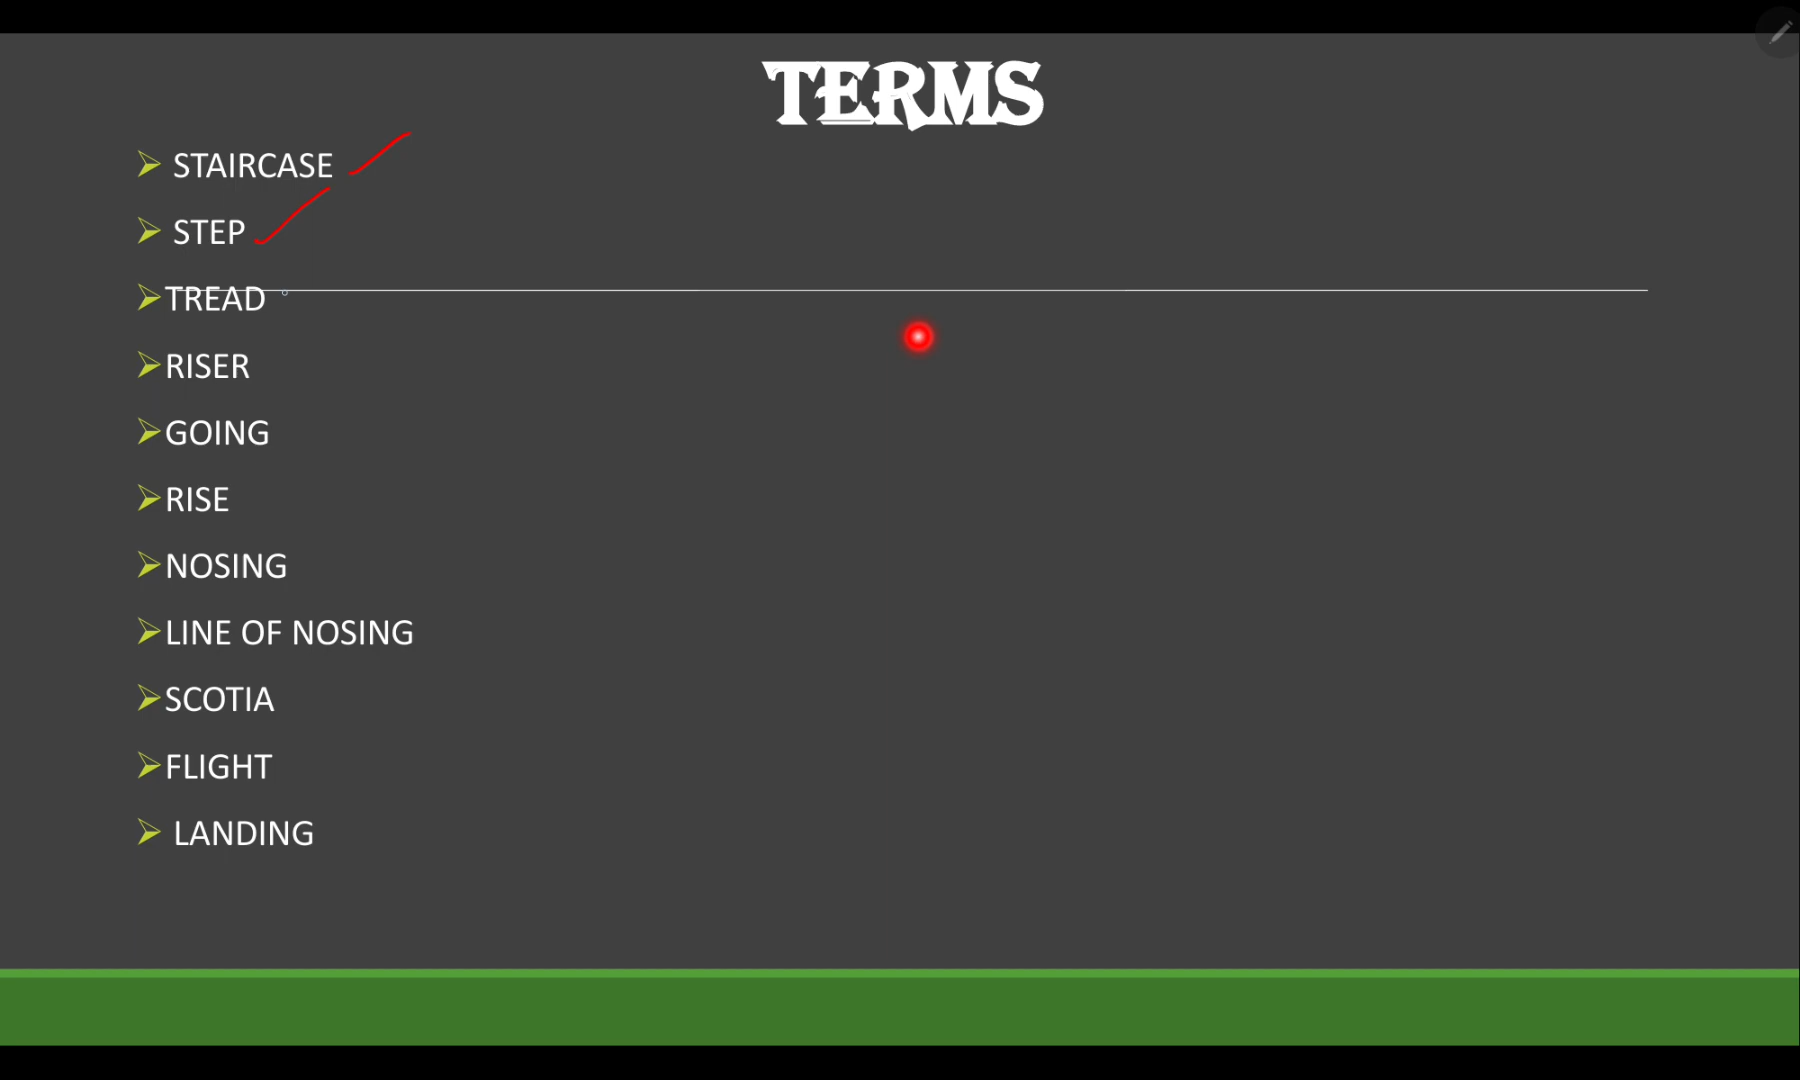 TERMS
STAIRCASE
STEP
TREAD
RISER
GOING
RISE
NOSING
LINE OF NOSING
SCOTIA
FLIGHT
LANDING